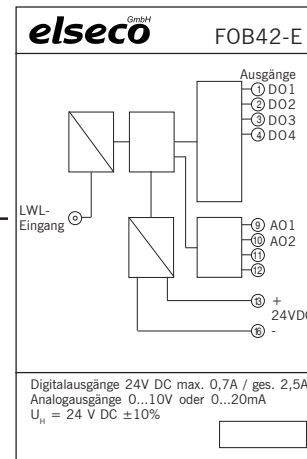 elseco GmbH
FOB42-E
Ausgänge
1 DO1
2 DO2
3 DO3
4 DO4
LWL-
Eingang
9 AO1
10 AO2
11
12
13 +
24VDC
16 -
Digitalausgänge 24V DC max. 0,7A / ges. 2,5A
Analogausgänge 0...10V oder 0...20mA
UH = 24 V DC ±10%